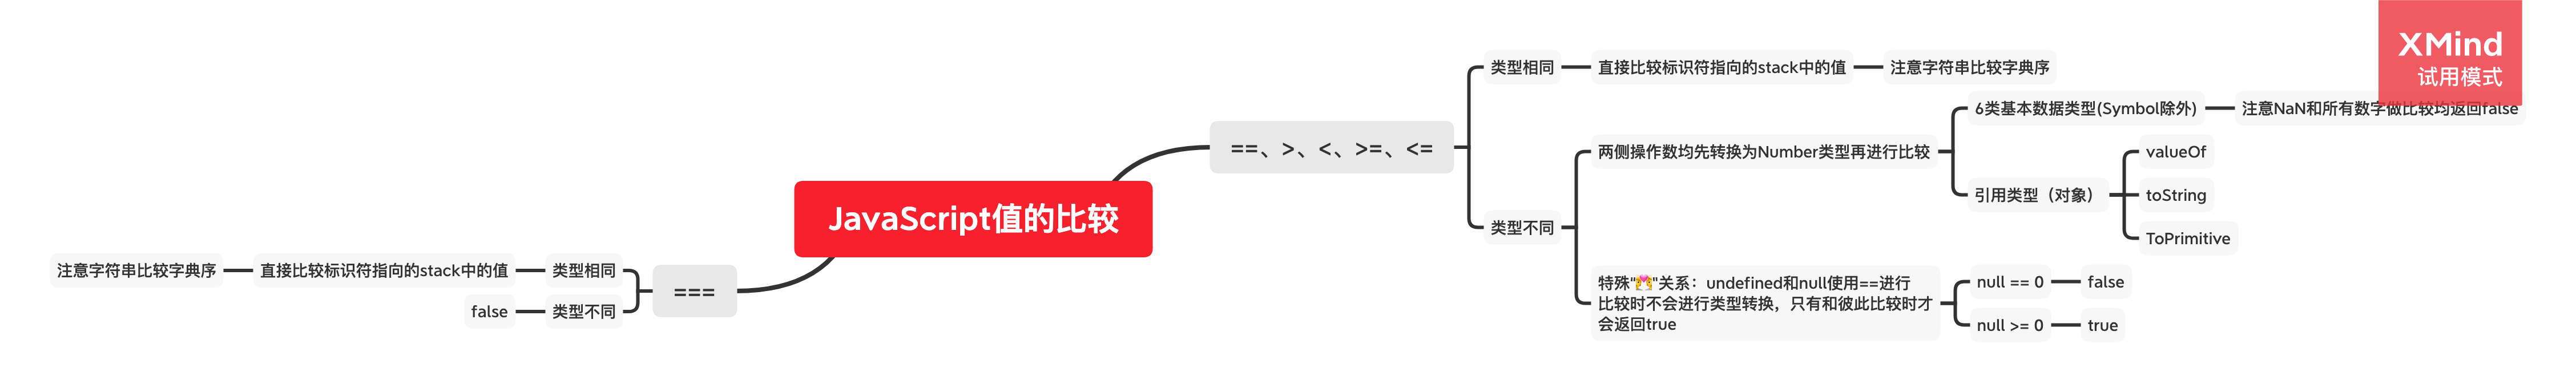 JavaScript值的比较
==、>、<、>=、<=
类型相同
直接比较标识符指向的stack中的值
注意字符串比较字典序
类型不同
两侧操作数均先转换为Number类型再进行比较
6类基本数据类型(Symbol除外)
注意NaN和所有数字做比较均返回false
引用类型（对象）
valueOf
toString
ToPrimitive
特殊"👩‍❤️‍👨"关系：undefined和null使用==进行
比较时不会进行类型转换，只有和彼此比较时才
会返回true
null == 0
false
null >= 0
true
===
类型相同
直接比较标识符指向的stack中的值
注意字符串比较字典序
类型不同
false
XMind
试用模式